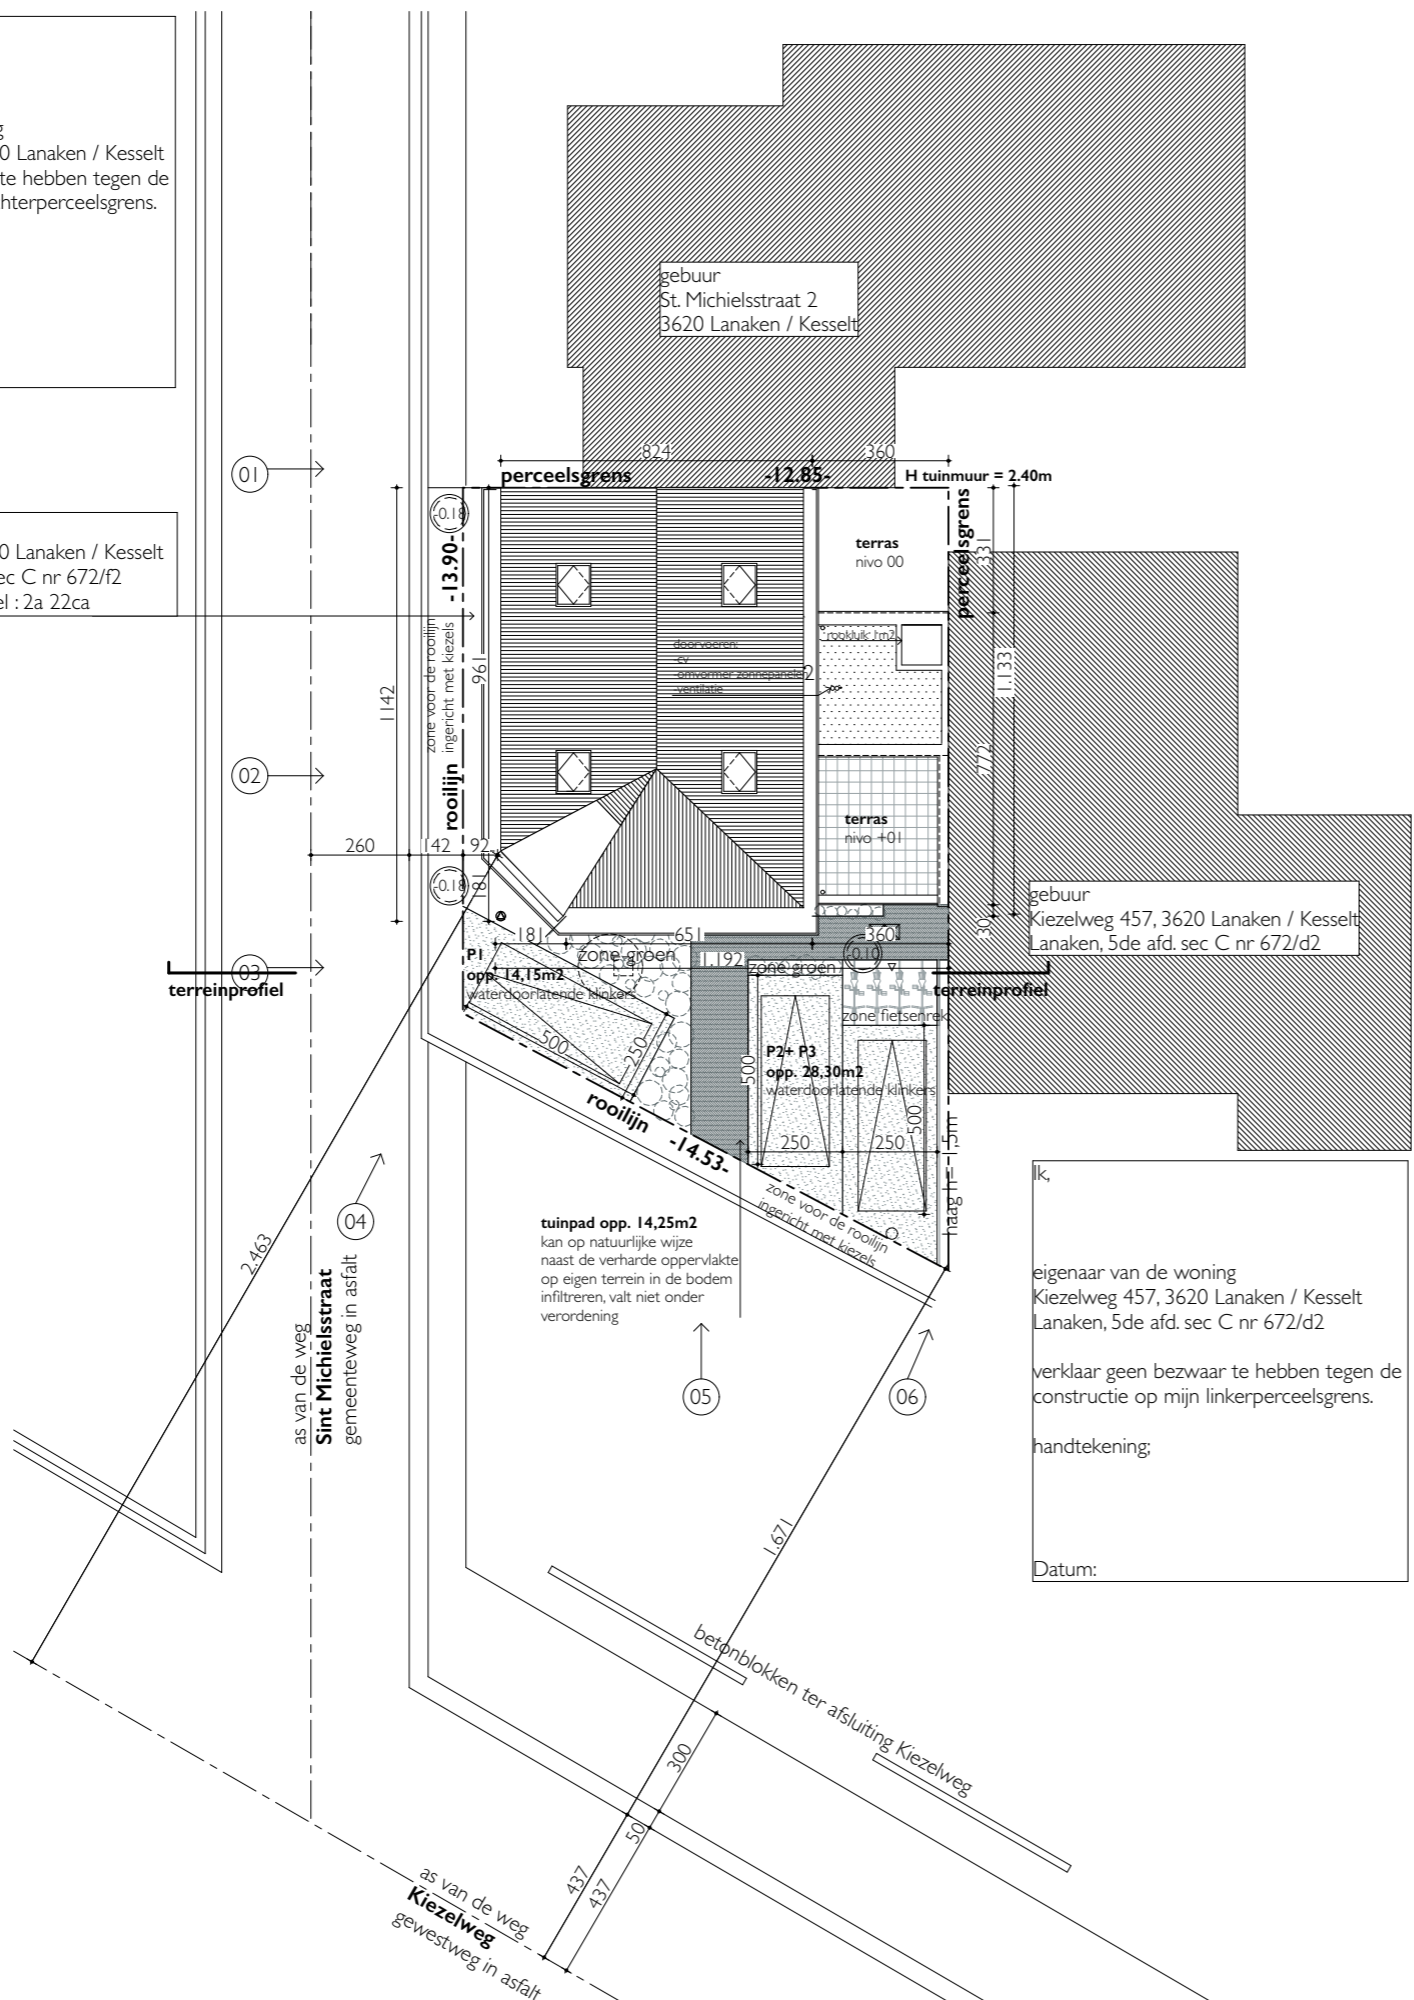 g
0 Lanaken / Kesselt
te hebben tegen de
hterperceelsgrens.
gebuur
St. Michielsstraat 2
3620 Lanaken / Kesselt
01
824
360
perceelsgrens
-12.85-
H tuinmuur = 2.40m
0 Lanaken / Kesselt
sec C nr 672/f2
el : 2a 22ca
-0.18
-13.90-
rooilijn
zone voor de rooilijn
ingericht met kiezels
1142
961
terras
nivo 00
perceelsgrens
331
1.133
772
30
rookluik 1m2
doorvoeren:
-cv
-omvormer zonnepanelen
-ventilatie
2
02
terras
nivo +01
260
142
92
-0.18
181
gebuur
Kiezelweg 457, 3620 Lanaken / Kesselt
Lanaken, 5de afd. sec C nr 672/d2
181
651
360
03
terreinprofiel
P1
opp. 14,15m2
waterdoorlatende klinkers
zone groen
1.192
zone groen
-0.10
terreinprofiel
zone fietsenrek
500
250
P2+ P3
opp. 28,30m2
waterdoorlatende klinkers
500
500
250
250
rooilijn
-14.53-
haag h= 1,5m
zone voor de rooilijn
ingericht met kiezels
tuinpad opp. 14,25m2
kan op natuurlijke wijze
naast de verharde oppervlakte
op eigen terrein in de bodem
infiltreren, valt niet onder
verordening
04
2.463
as van de weg
Sint Michielsstraat
gemeenteweg in asfalt
05
06
Ik,
eigenaar van de woning
Kiezelweg 457, 3620 Lanaken / Kesselt
Lanaken, 5de afd. sec C nr 672/d2
verklaar geen bezwaar te hebben tegen de
constructie op mijn linkerperceelsgrens.
handtekening;
Datum:
1.671
betonblokken ter afsluiting Kiezelweg
300
50
437
437
as van de weg
Kiezelweg
gewestweg in asfalt